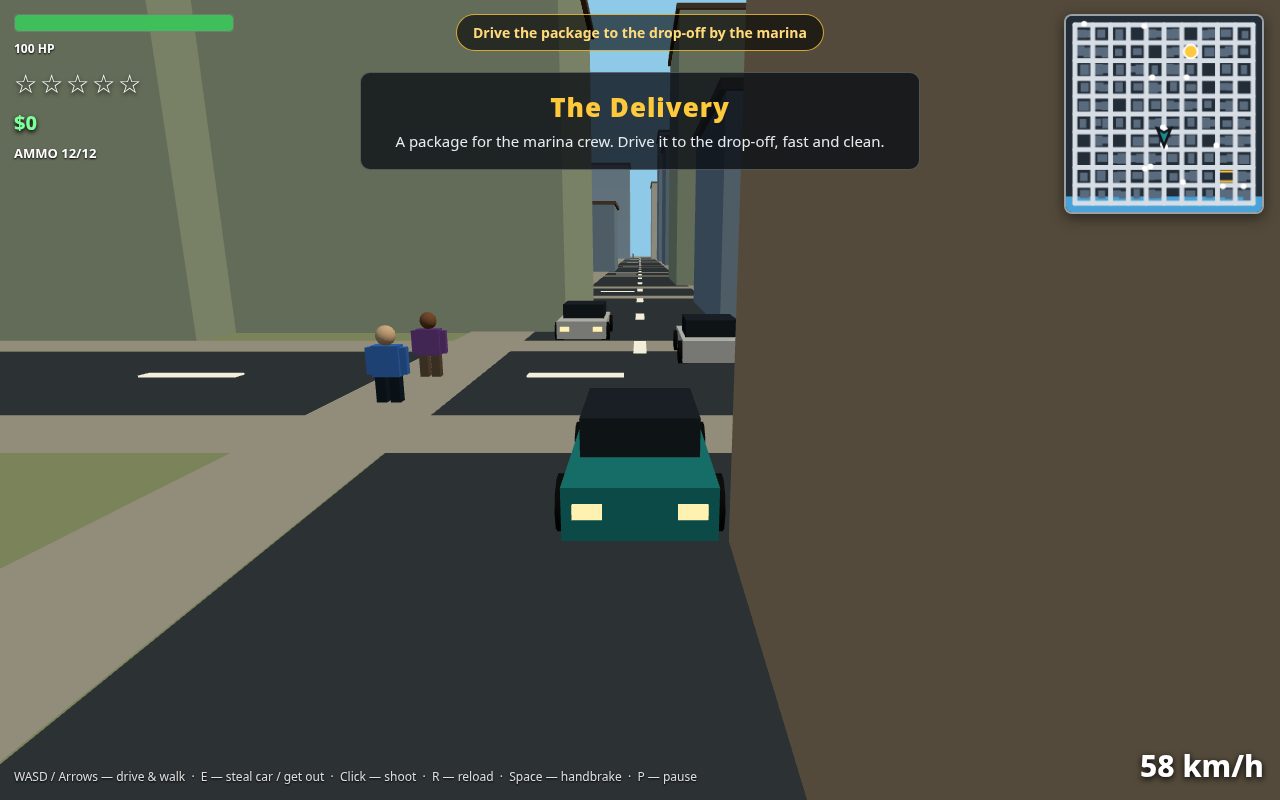 Drive the package to the drop-off by the marina
The Delivery
A package for the marina crew. Drive it to the drop-off, fast and clean.
100 HP
$0
AMMO 12/12
WASD / Arrows — drive & walk · E — steal car / get out · Click — shoot · R — reload · Space — handbrake · P — pause
58 km/h